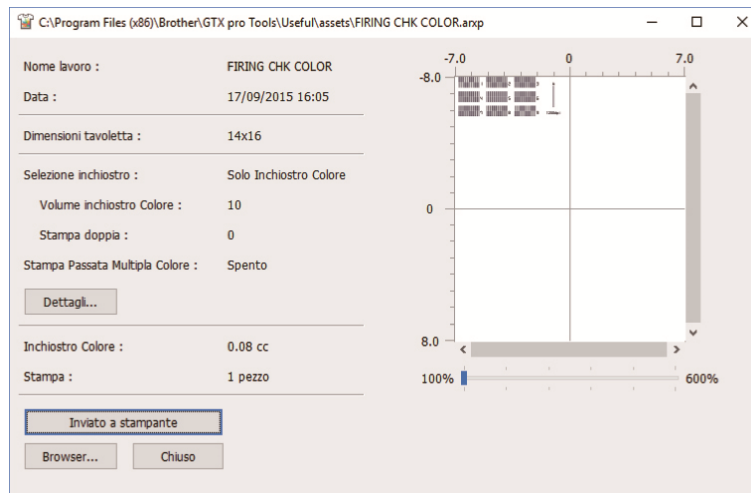 C:\Program Files (x86)\Brother\GTX pro Tools\Useful\assets\FIRING CHK COLOR.arxp
Nome lavoro : FIRING CHK COLOR
Data : 17/09/2015 16:05
Dimensioni tavoletta : 14x16
Selezione inchiostro : Solo Inchiostro Colore
Volume inchiostro Colore : 10
Stampa doppia : 0
Stampa Passata Multipla Colore : Spento
Dettagli...
Inchiostro Colore : 0.08 cc
Stampa : 1 pezzo
Inviato a stampante
Browser... Chiuso
-7.0 0 7.0
-8.0
0
8.0
100% 600%